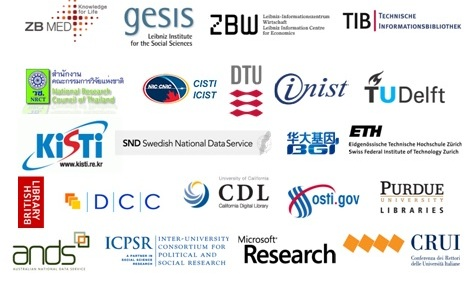 Knowledge
for Life
ZB MED
gesis
Leibniz Institute
for the Social Sciences
ZBW
Leibniz-Informationszentrum
Wirtschaft
Leibniz Information Centre
for Economics
TIB
TECHNISCHE
INFORMATIONSBIBLIOTHEK
วช.
NRCT
สำนักงาน
คณะกรรมการวิจัยแห่งชาติ
National Research
Council of Thailand
NRC·CNRC
CISTI
ICIST
DTU
inist
TUDelft
KiSTi
www.kisti.re.kr
SND Swedish National Data Service
华大基因
BGI
ETH
Eidgenössische Technische Hochschule Zürich
Swiss Federal Institute of Technology Zurich
BRITISH
LIBRARY
DCC
University of California
CDL
California Digital Library
osti.gov
PURDUE
UNIVERSITY
LIBRARIES
ands
AUSTRALIAN NATIONAL DATA SERVICE
ICPSR
A PARTNER IN
SOCIAL SCIENCE
RESEARCH
INTER-UNIVERSITY
CONSORTIUM FOR
POLITICAL AND
SOCIAL RESEARCH
Microsoft
Research
CRUI
Conferenza dei Rettori
delle Università Italiane